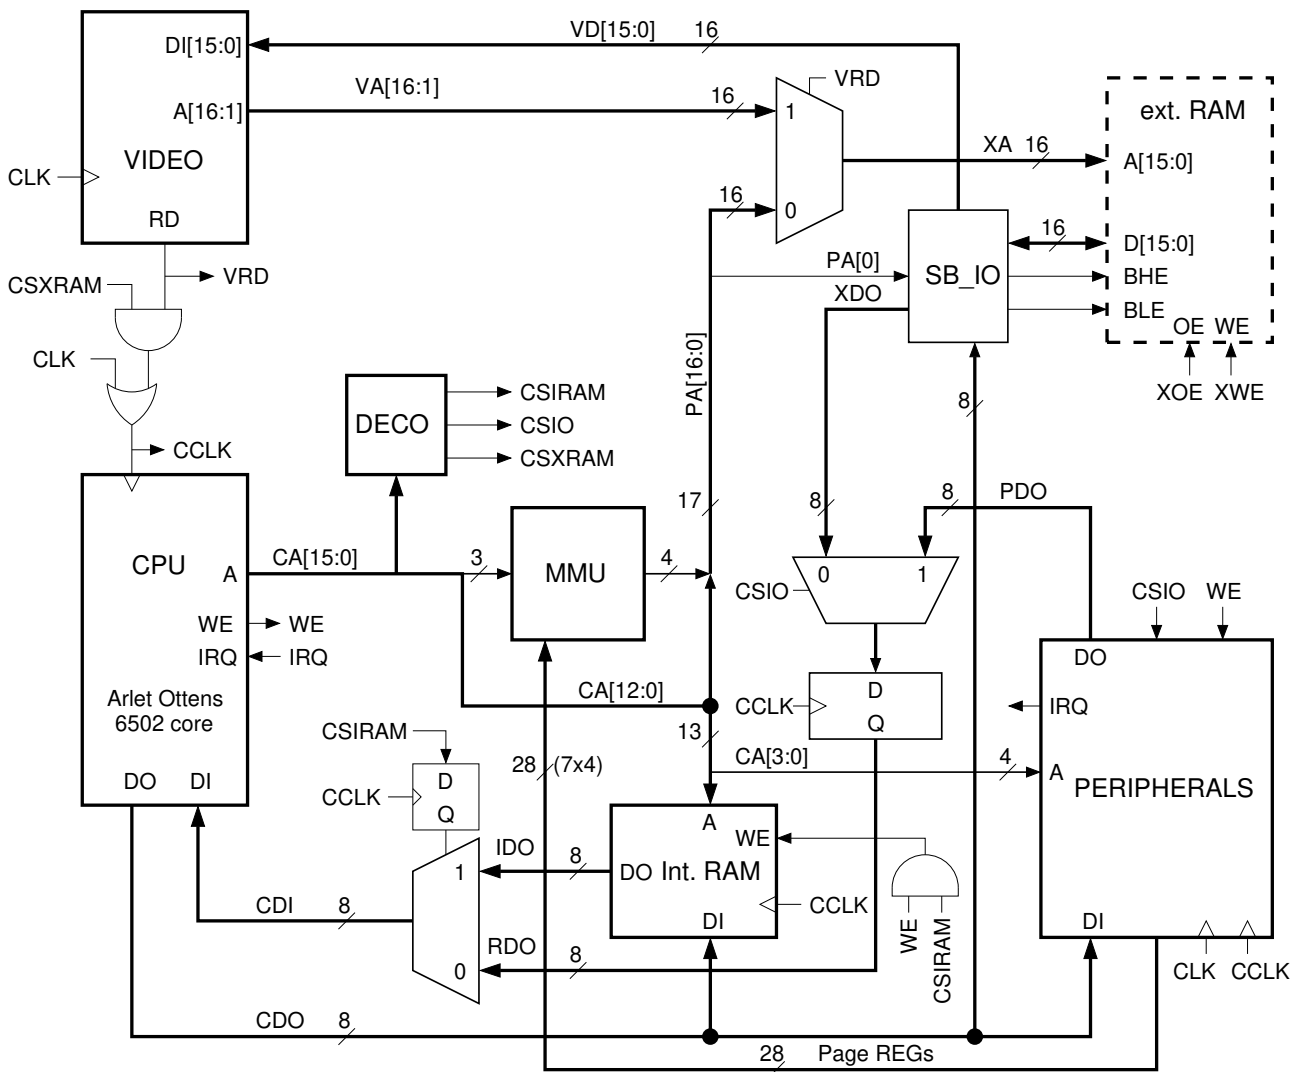 VD[15:0] 16
DI[15:0]
VA[16:1] 16
A[16:1]
VIDEO
CLK
RD
VRD
CSXRAM
CLK
CCLK
VRD
1
0
16
XA 16
ext. RAM
A[15:0]
16
D[15:0]
BHE
BLE
OE WE
XOE XWE
PA[0]
SB_IO
XDO
PA[16:0]
8
DECO
CSIRAM
CSIO
CSXRAM
17
8
8 PDO
CPU
CA[15:0]
A
3
MMU
4
0 1
CSIO
CSIO WE
WE WE
IRQ IRQ
Arlet Ottens
6502 core
CA[12:0]
13
D
CCLK
Q
DO
IRQ
CSIRAM
28 (7x4)
CA[3:0] 4
A
PERIPHERALS
DO DI
D
CCLK
Q
A
WE
IDO 8
DO Int. RAM
1
CCLK
DI
WE
CSIRAM
DI
CLK CCLK
CDI 8
RDO 8
0
CDO 8
28 Page REGs